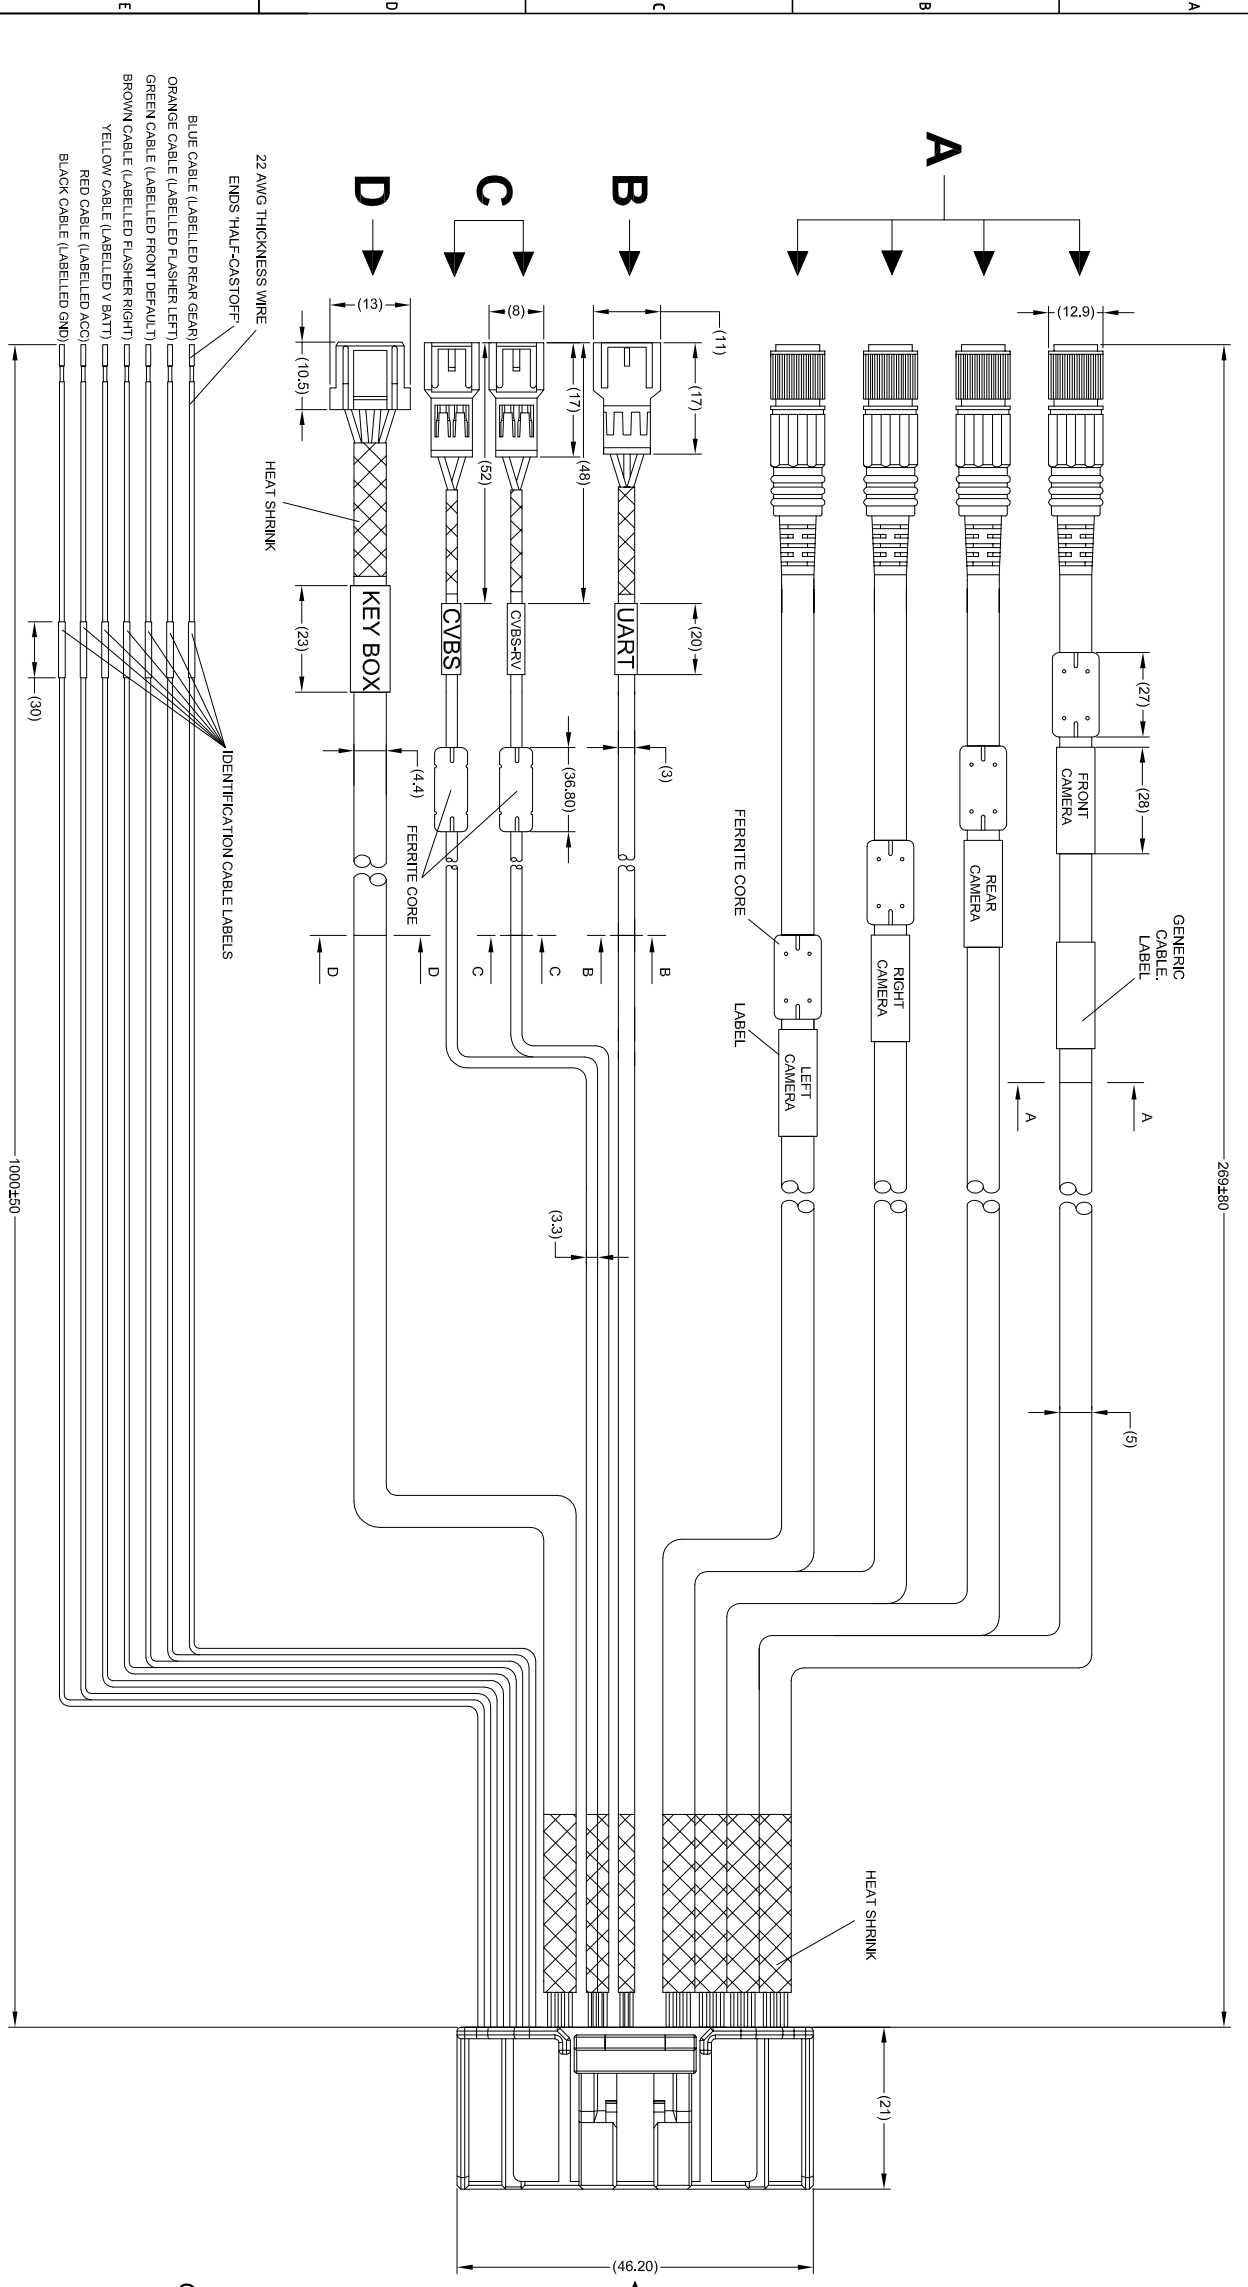 E
D
C
B
A
A
B
C
D
22 AWG THICKNESS WIRE
ENDS 'HALF-CASTOFF'
BLUE CABLE (LABELLED REAR GEAR)
ORANGE CABLE (LABELLED FLASHER LEFT)
GREEN CABLE (LABELLED FRONT DEFAULT)
BROWN CABLE (LABELLED FLASHER RIGHT)
YELLOW CABLE (LABELLED V BATT)
RED CABLE (LABELLED ACC)
BLACK CABLE (LABELLED GND)
(12.9)
(11)
(17)
(8)
(17)
(48)
(52)
(13)
(10.5)
HEAT SHRINK
UART
(20)
CVBS-RV
CVBS
KEY BOX
(23)
(30)
IDENTIFICATION CABLE LABELS
(27)
(28)
FRONT
CAMERA
REAR
CAMERA
RIGHT
CAMERA
LEFT
CAMERA
GENERIC
CABLE.
LABEL
FERRITE CORE
LABEL
(3)
(36.80)
(4.4)
FERRITE CORE
A
A
B
B
C
C
D
D
(3.3)
(5)
269±80
1000±50
HEAT SHRINK
(21)
(46.20)